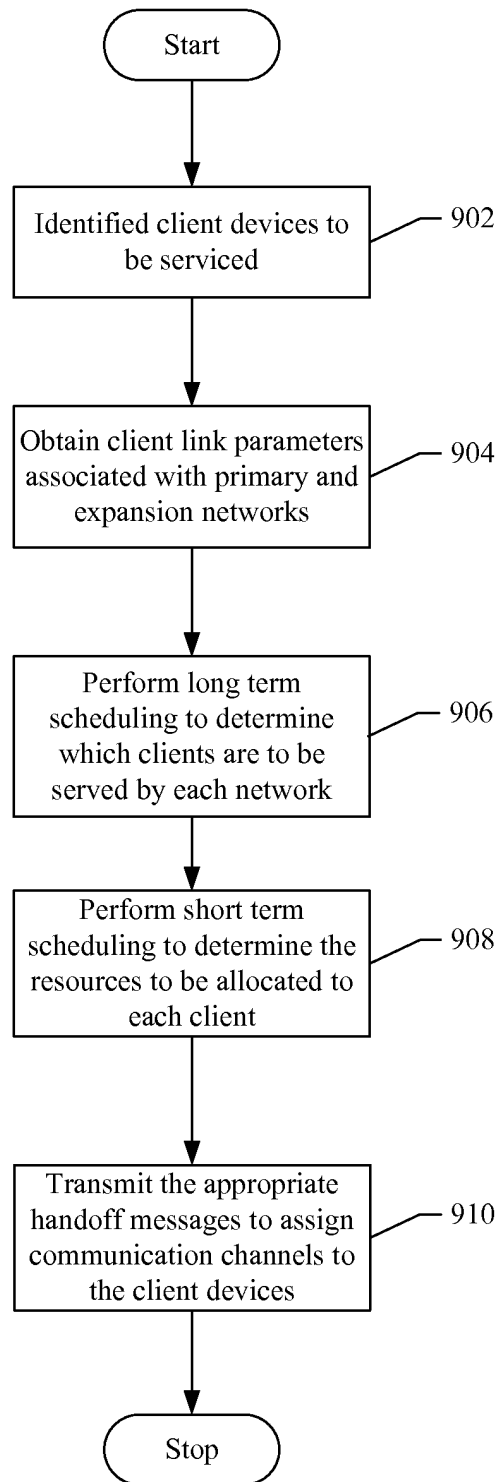 Start
Identified client devices to
be serviced
902
Obtain client link parameters
associated with primary and
expansion networks
904
Perform long term
scheduling to determine
which clients are to be
served by each network
906
Perform short term
scheduling to determine the
resources to be allocated to
each client
908
Transmit the appropriate
handoff messages to assign
communication channels to
the client devices
910
Stop